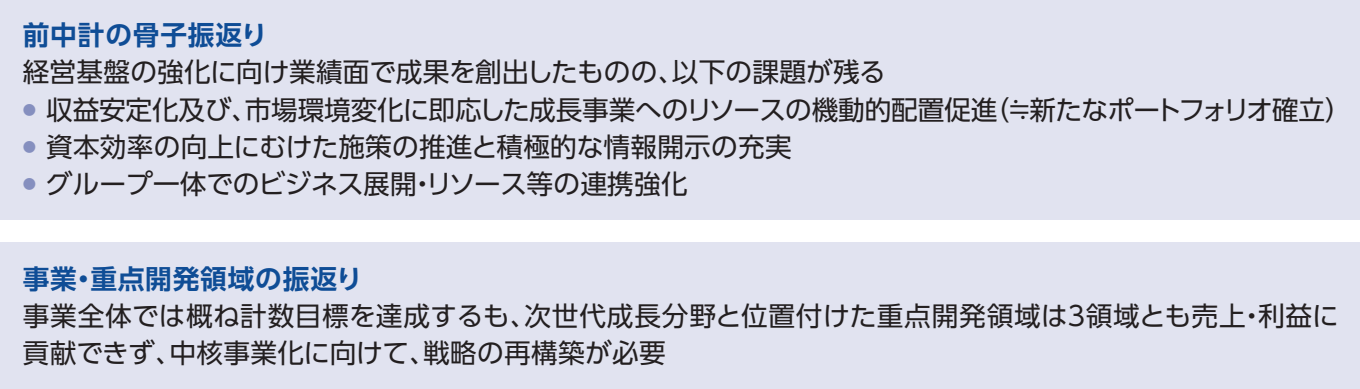 前中計の骨子振返り
経営基盤の強化に向け業績面で成果を創出したものの、以下の課題が残る
● 収益安定化及び、市場環境変化に即応した成長事業へのリソースの機動的配置促進(≒新たなポートフォリオ確立)
● 資本効率の向上にむけた施策の推進と積極的な情報開示の充実
● グループ一体でのビジネス展開・リソース等の連携強化
事業・重点開発領域の振返り
事業全体では概ね計数目標を達成するも、次世代成長分野と位置付けた重点開発領域は3領域とも売上・利益に
貢献できず、中核事業化に向けて、戦略の再構築が必要